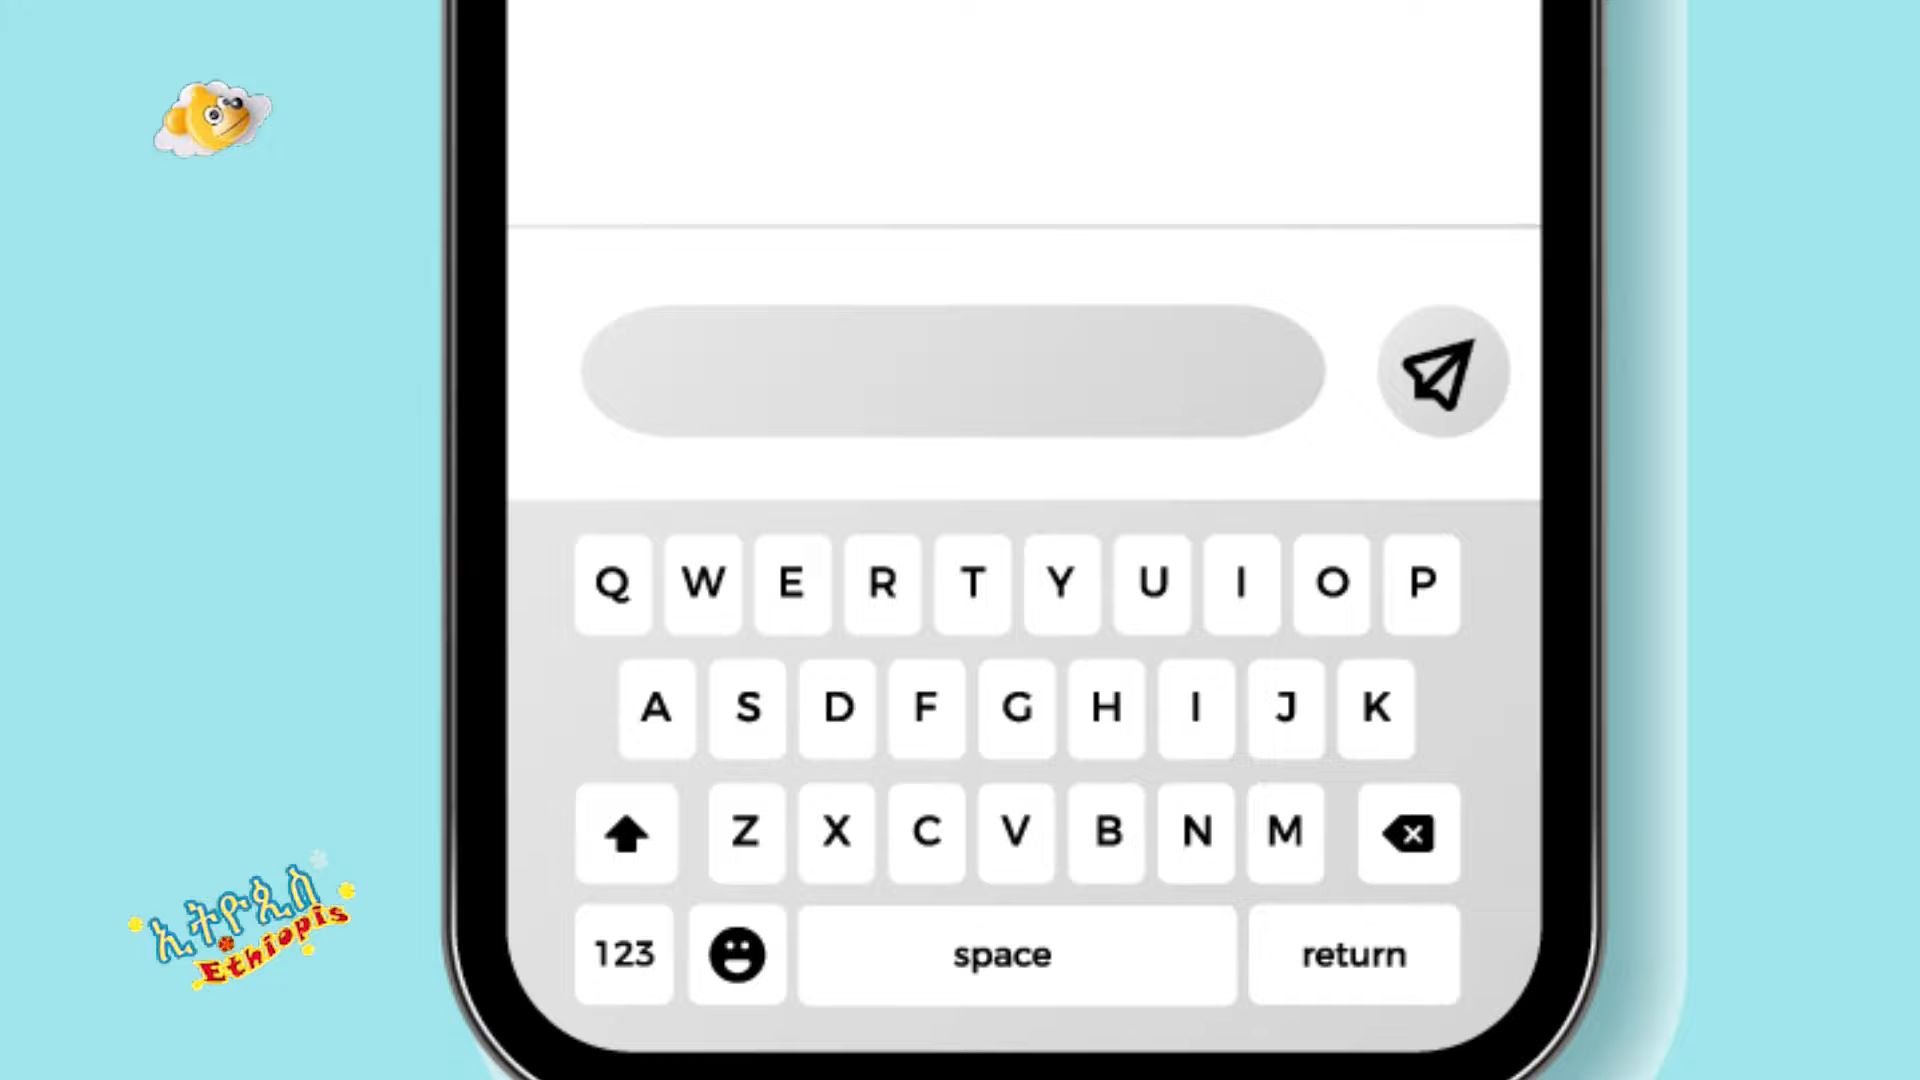 Q W E R T Y U I O P
A S D F G H I J K
Z X C V B N M
123 space return
ኢትዮጲስ
Ethiopis